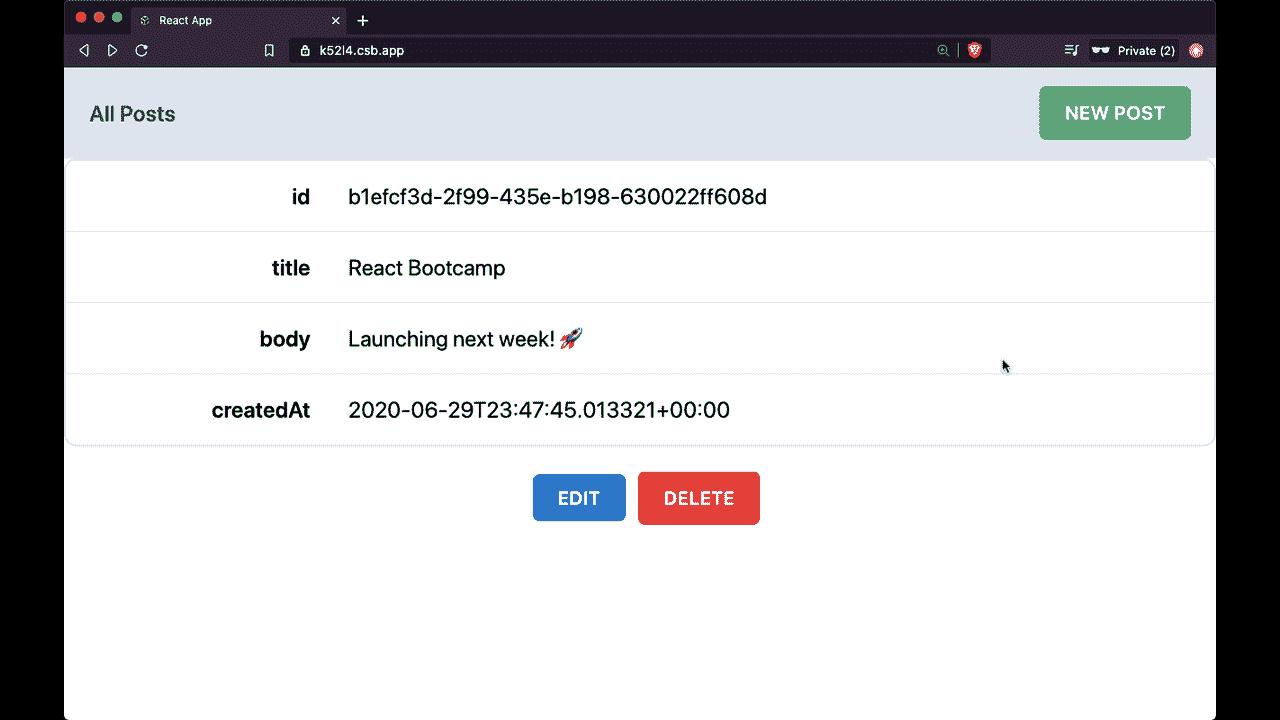 React App
k52l4.csb.app
Private (2)
All Posts
NEW POST
id b1efcf3d-2f99-435e-b198-630022ff608d
title React Bootcamp
body Launching next week! 🚀
createdAt 2020-06-29T23:47:45.013321+00:00
EDIT DELETE